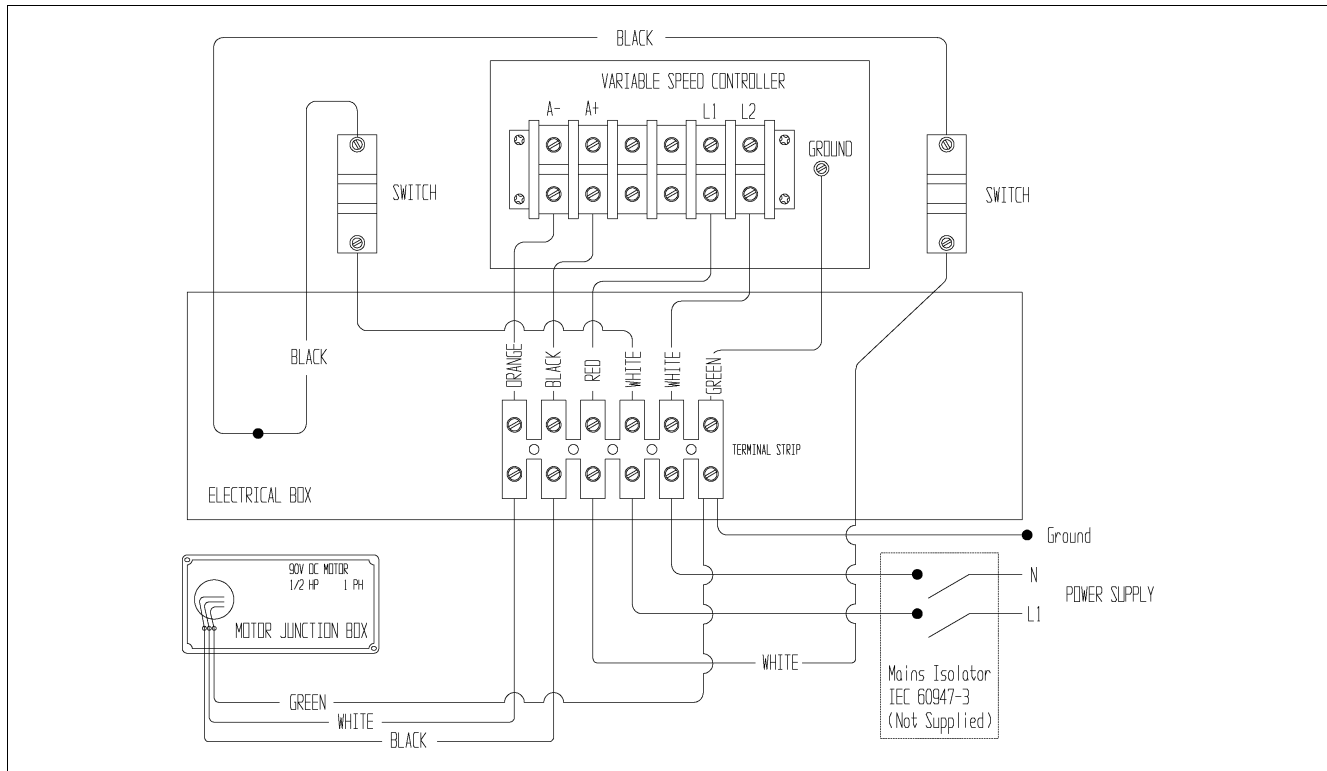 BLACK
VARIABLE SPEED CONTROLLER
A- A+ L1 L2
GROUND
SWITCH
SWITCH
BLACK
ORANGE
BLACK
RED
WHITE
WHITE
GREEN
TERMINAL STRIP
ELECTRICAL BOX
Ground
90V DC MOTOR
1/2 HP 1 PH
MOTOR JUNCTION BOX
N
POWER SUPPLY
L1
WHITE
Mains Isolator
IEC 60947-3
(Not Supplied)
GREEN
WHITE
BLACK